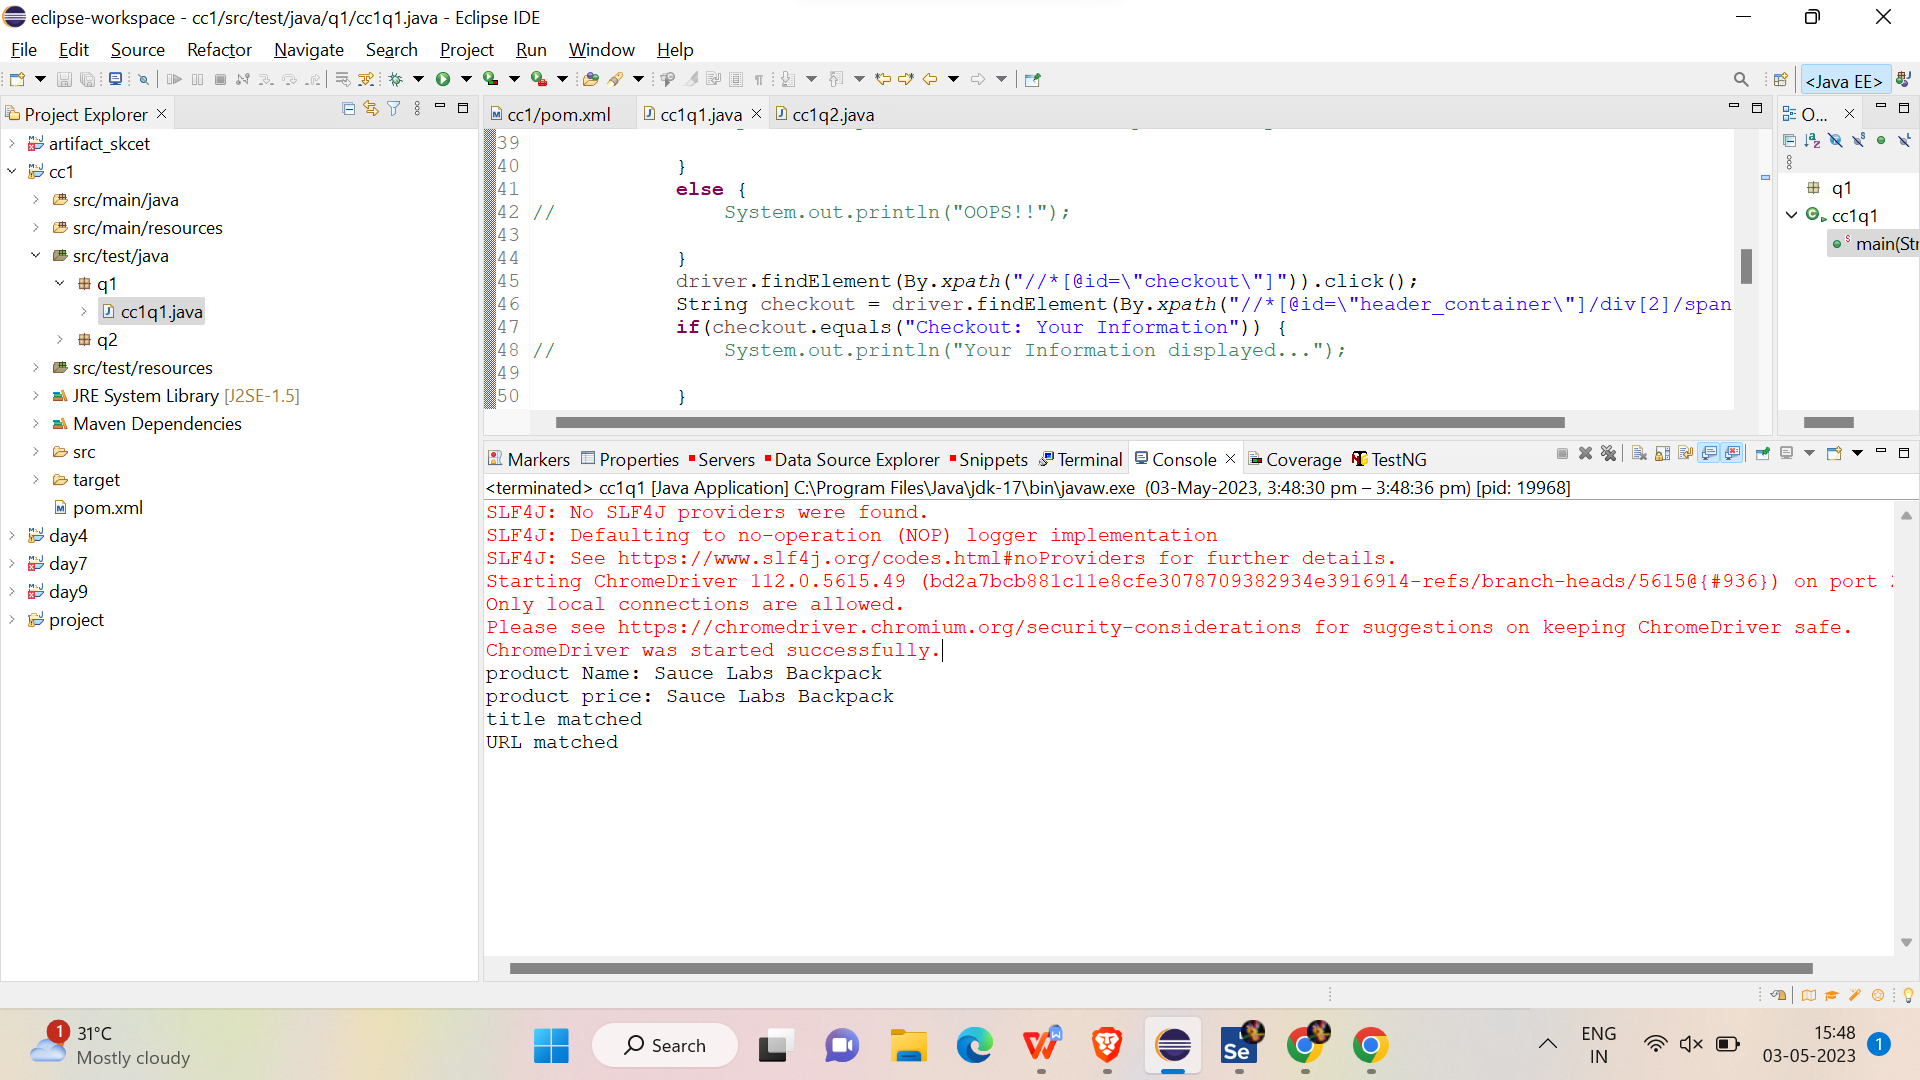 eclipse-workspace - cc1/src/test/java/q1/cc1q1.java - Eclipse IDE
File Edit Source Refactor Navigate Search Project Run Window Help
<Java EE>
Project Explorer
artifact_skcet
cc1
src/main/java
src/main/resources
src/test/java
q1
cc1q1.java
q2
src/test/resources
JRE System Library [J2SE-1.5]
Maven Dependencies
src
target
pom.xml
day4
day7
day9
project
cc1/pom.xml cc1q1.java cc1q2.java
39
40 }
41 else {
42 // System.out.println("OOPS!!");
43
44 }
45 driver.findElement(By.xpath("//*[@id=\"checkout\"]")).click();
46 String checkout = driver.findElement(By.xpath("//*[@id=\"header_container\"]/div[2]/span
47 if(checkout.equals("Checkout: Your Information")) {
48 // System.out.println("Your Information displayed...");
49
50 }
O...
q1
cc1q1
main(Str
Markers Properties Servers Data Source Explorer Snippets Terminal Console Coverage TestNG
<terminated> cc1q1 [Java Application] C:\Program Files\Java\jdk-17\bin\javaw.exe (03-May-2023, 3:48:30 pm – 3:48:36 pm) [pid: 19968]
SLF4J: No SLF4J providers were found.
SLF4J: Defaulting to no-operation (NOP) logger implementation
SLF4J: See https://www.slf4j.org/codes.html#noProviders for further details.
Starting ChromeDriver 112.0.5615.49 (bd2a7bcb881c11e8cfe3078709382934e3916914-refs/branch-heads/5615@{#936}) on port
Only local connections are allowed.
Please see https://chromedriver.chromium.org/security-considerations for suggestions on keeping ChromeDriver safe.
ChromeDriver was started successfully.
product Name: Sauce Labs Backpack
product price: Sauce Labs Backpack
title matched
URL matched
1
31°C
Mostly cloudy
Search
Se
ENG
IN
15:48
03-05-2023
1